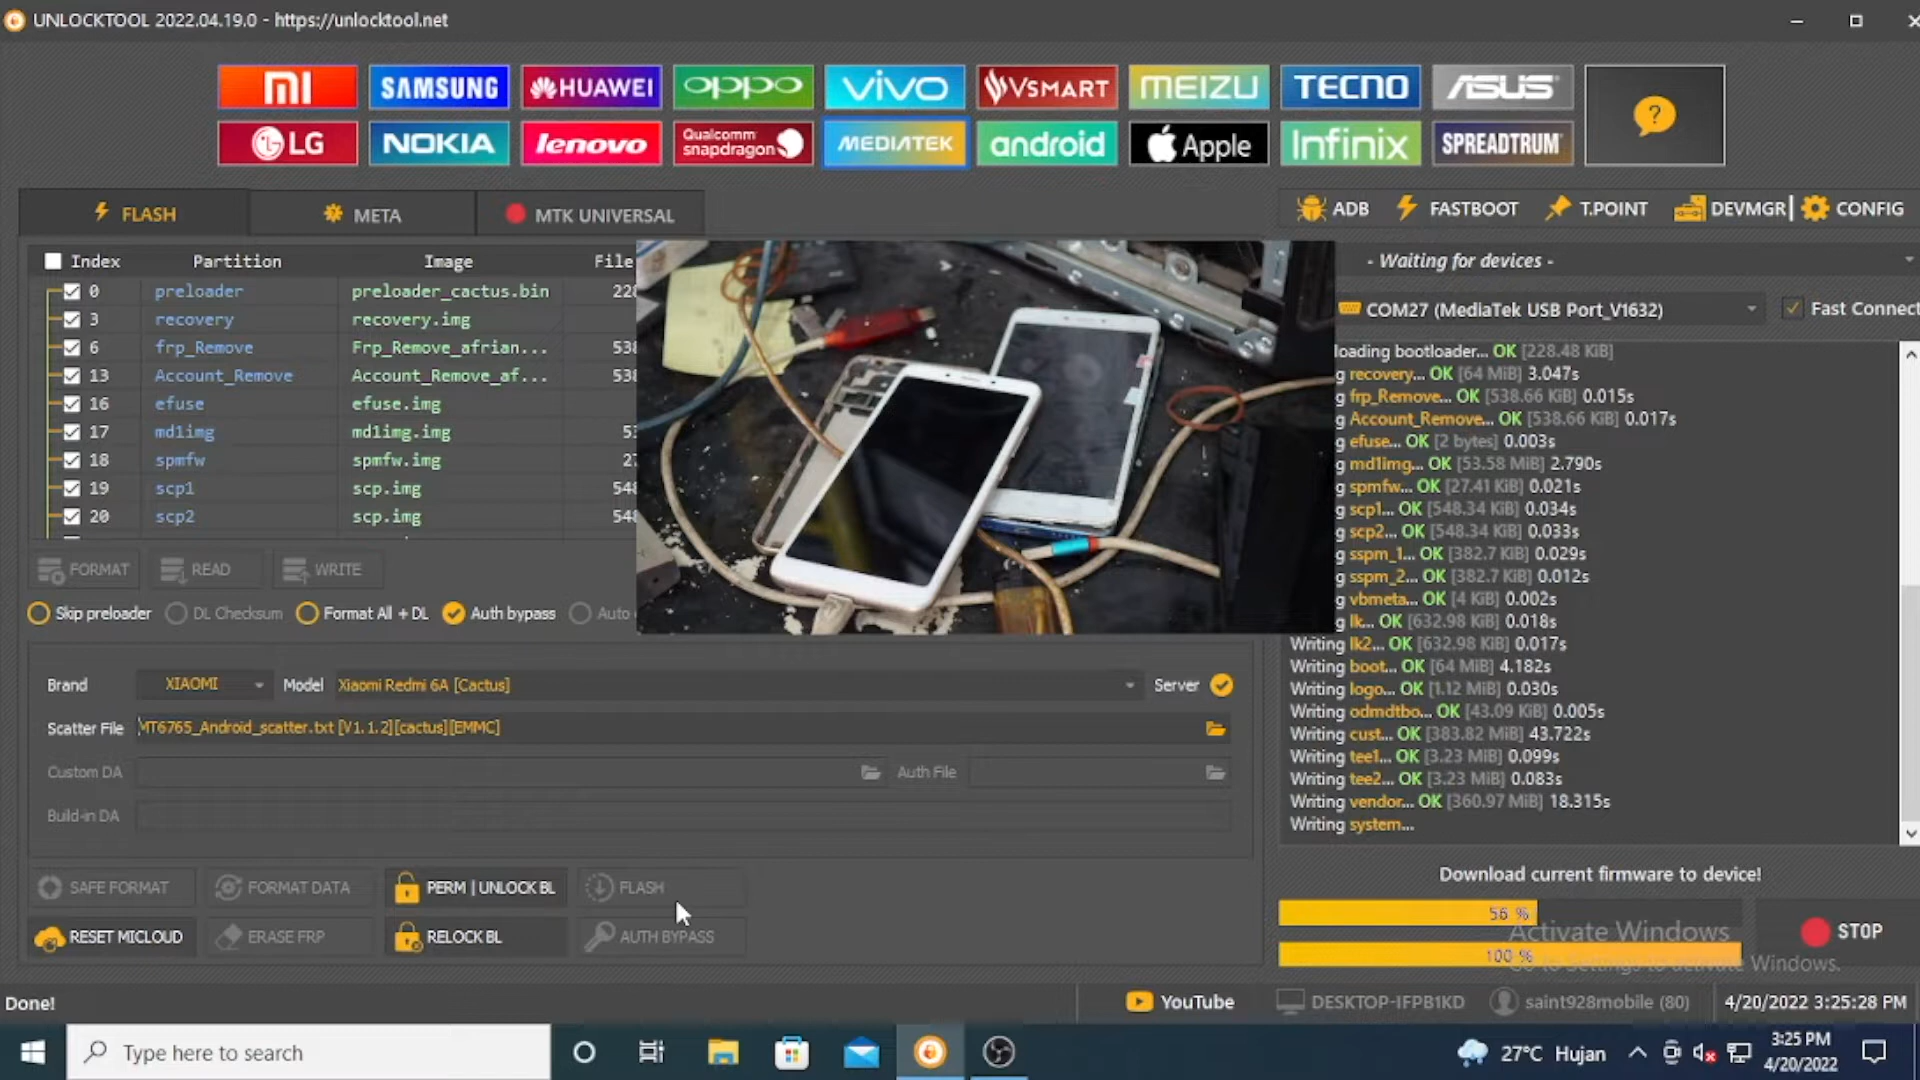 UNLOCKTOOL 2022.04.19.0 - https://unlocktool.net
MI SAMSUNG HUAWEI oppo vivo VSMART MEIZU TECNO ASUS ?
LG NOKIA lenovo Qualcomm snapdragon MEDIATEK android Apple Infinix SPREADTRUM
FLASH META MTK UNIVERSAL
ADB FASTBOOT T.POINT DEVMGR CONFIG
Index Partition Image File
0 preloader preloader_cactus.bin 228
3 recovery recovery.img
6 frp_Remove Frp_Remove_afrian... 538
13 Account_Remove Account_Remove_af... 538
16 efuse efuse.img
17 md1img md1img.img 53
18 spmfw spmfw.img 27
19 scp1 scp.img 548
20 scp2 scp.img 548
FORMAT READ WRITE
Skip preloader DL Checksum Format All + DL Auth bypass Auto
Brand XIAOMI Model Xiaomi Redmi 6A [Cactus] Server
Scatter File MT6765_Android_scatter.txt [V1.1.2][cactus][EMMC]
Custom DA Auth File
Build-in DA
SAFE FORMAT FORMAT DATA PERM | UNLOCK BL FLASH
RESET MICLOUD ERASE FRP RELOCK BL AUTH BYPASS
- Waiting for devices -
COM27 (MediaTek USB Port_V1632) Fast Connect
loading bootloader... OK [228.48 KiB]
g recovery... OK [64 MiB] 3.047s
g frp_Remove... OK [538.66 KiB] 0.015s
g Account_Remove... OK [538.66 KiB] 0.017s
g efuse... OK [2 bytes] 0.003s
g md1img... OK [53.58 MiB] 2.790s
g spmfw... OK [27.41 KiB] 0.021s
g scp1... OK [548.34 KiB] 0.034s
g scp2... OK [548.34 KiB] 0.033s
g sspm_1... OK [382.7 KiB] 0.029s
g sspm_2... OK [382.7 KiB] 0.012s
g vbmeta... OK [4 KiB] 0.002s
g lk... OK [632.98 KiB] 0.018s
Writing lk2... OK [632.98 KiB] 0.017s
Writing boot... OK [64 MiB] 4.182s
Writing logo... OK [1.12 MiB] 0.030s
Writing odmdtbo... OK [43.09 KiB] 0.005s
Writing cust... OK [383.82 MiB] 43.722s
Writing tee1... OK [3.23 MiB] 0.099s
Writing tee2... OK [3.23 MiB] 0.083s
Writing vendor... OK [360.97 MiB] 18.315s
Writing system...
Download current firmware to device!
56 %
100 %
STOP
Activate Windows
Go to Settings to activate Windows.
Done!
YouTube DESKTOP-IFPB1KD saint928mobile (80) 4/20/2022 3:25:28 PM
Type here to search
27°C Hujan
3:25 PM
4/20/2022